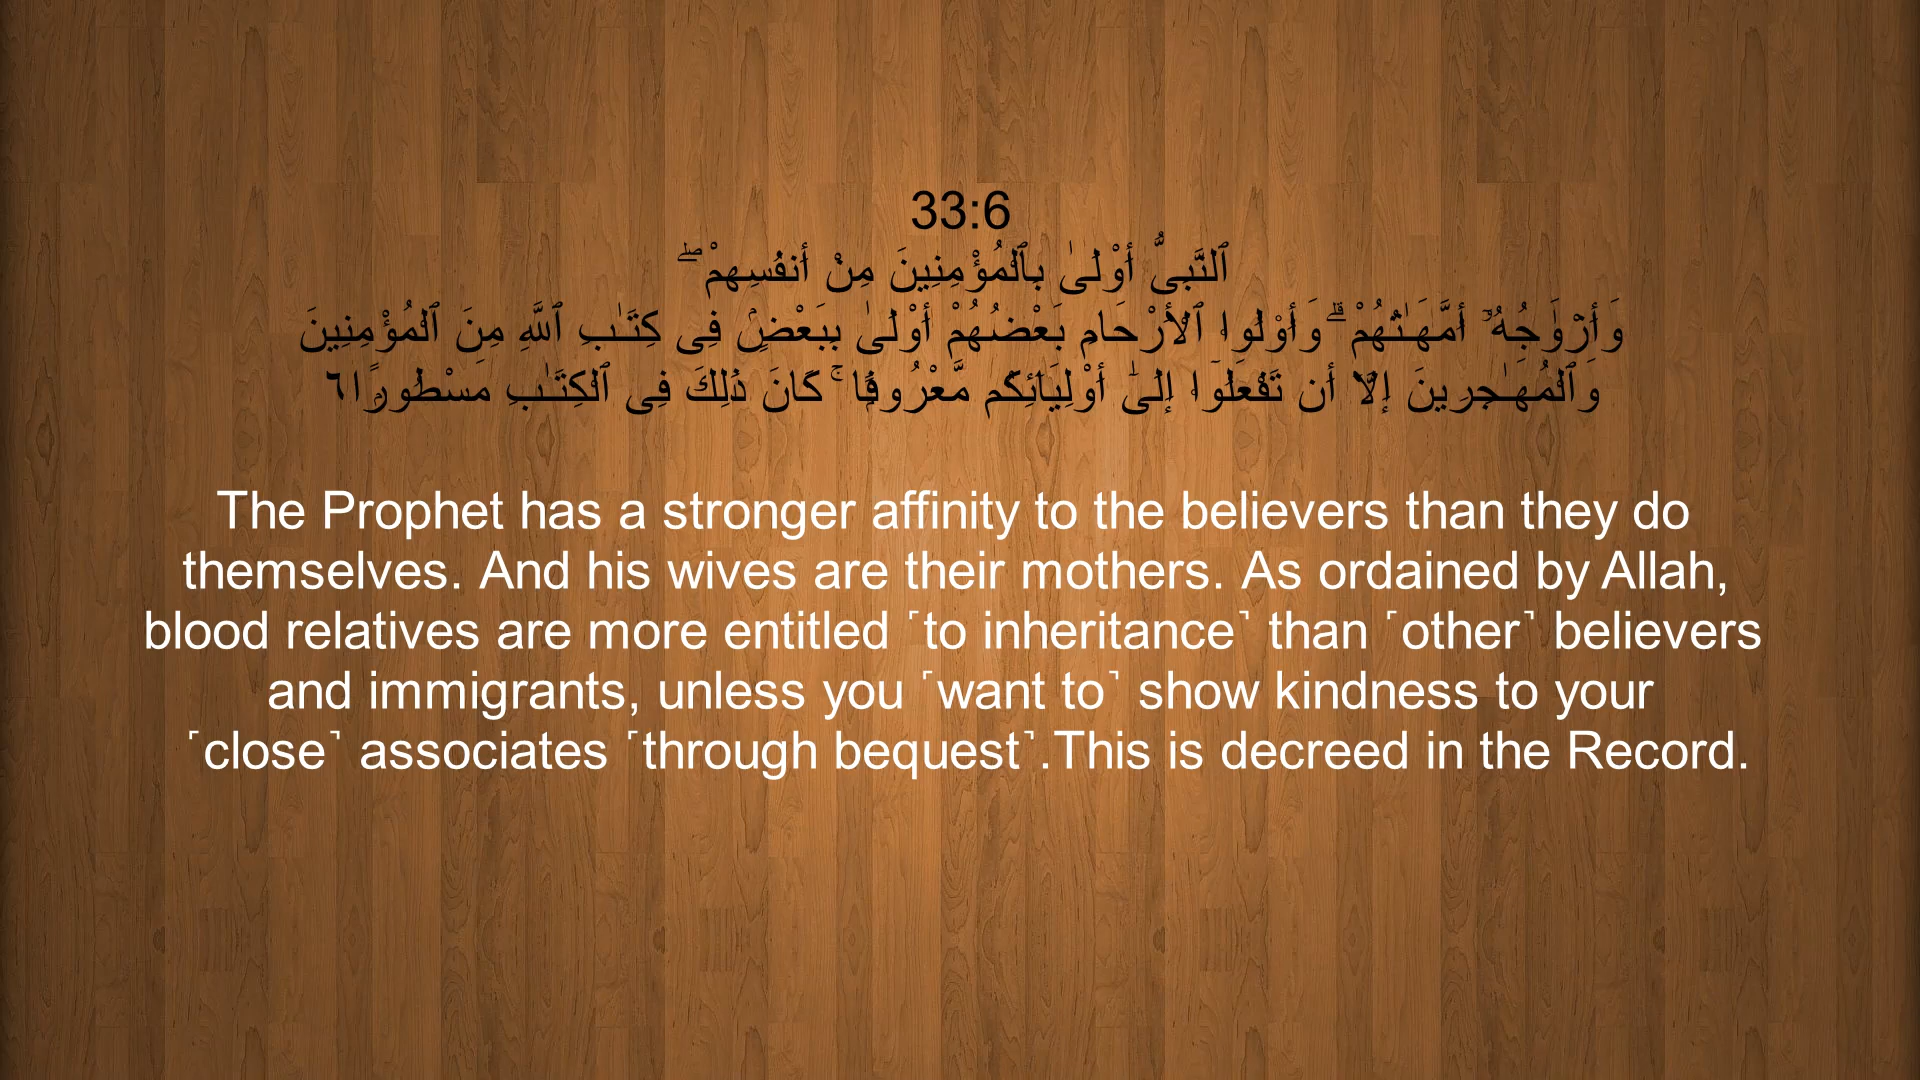 33:6
ٱلنَّبِىُّ أَوْلَىٰ بِٱلْمُؤْمِنِينَ مِنْ أَنفُسِهِمْ ۖ
وَأَزْوَٰجُهُۥٓ أُمَّهَـٰتُهُمْ ۗ وَأُو۟لُوا۟ ٱلْأَرْحَامِ بَعْضُهُمْ أَوْلَىٰ بِبَعْضٍۢ فِى كِتَـٰبِ ٱللَّهِ مِنَ ٱلْمُؤْمِنِينَ
وَٱلْمُهَـٰجِرِينَ إِلَّآ أَن تَفْعَلُوٓا۟ إِلَىٰٓ أَوْلِيَآئِكُم مَّعْرُوفًۭا ۚ كَانَ ذَٰلِكَ فِى ٱلْكِتَـٰبِ مَسْطُورًۭا ٦
The Prophet has a stronger affinity to the believers than they do
themselves. And his wives are their mothers. As ordained by Allah,
blood relatives are more entitled ˹to inheritance˺ than ˹other˺ believers
and immigrants, unless you ˹want to˺ show kindness to your
˹close˺ associates ˹through bequest˺.This is decreed in the Record.